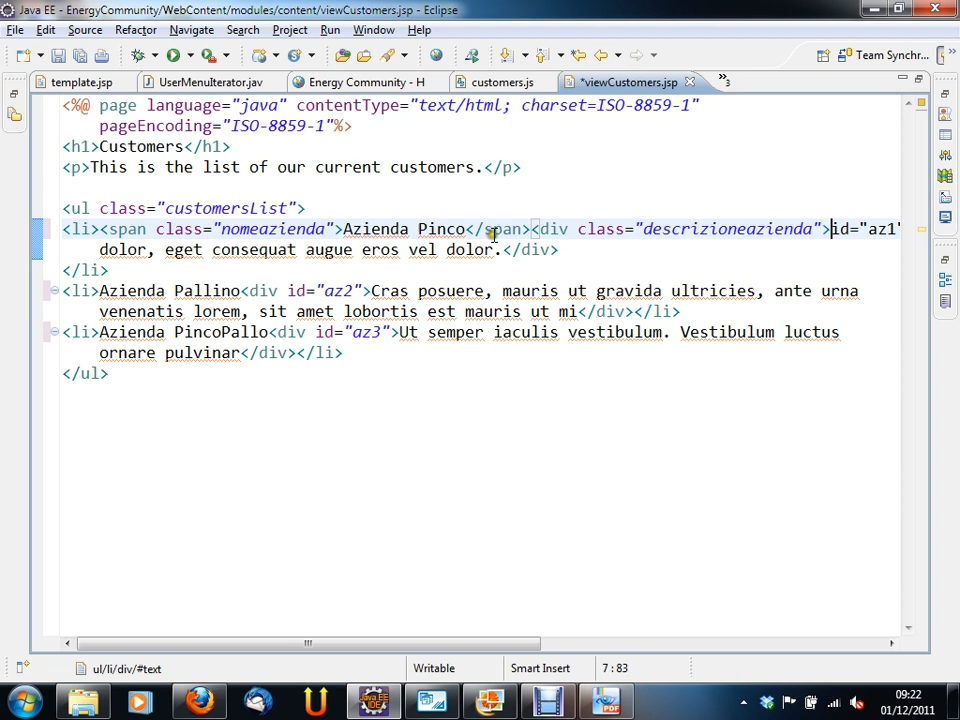 Java EE - EnergyCommunity/WebContent/modules/content/viewCustomers.jsp - Eclipse
File Edit Source Refactor Navigate Search Project Run Window Help
Team Synchr...
template.jsp UserMenuIterator.jav Energy Community - H customers.js *viewCustomers.jsp »3
<%@ page language="java" contentType="text/html; charset=ISO-8859-1"
pageEncoding="ISO-8859-1"%>
<h1>Customers</h1>
<p>This is the list of our current customers.</p>
<ul class="customersList">
<li><span class="nomeazienda">Azienda Pinco</span><div class="descrizioneazienda">id="az1"
dolor, eget consequat augue eros vel dolor.</div>
</li>
<li>Azienda Pallino<div id="az2">Cras posuere, mauris ut gravida ultricies, ante urna
venenatis lorem, sit amet lobortis est mauris ut mi</div></li>
<li>Azienda PincoPallo<div id="az3">Ut semper iaculis vestibulum. Vestibulum luctus
ornare pulvinar</div></li>
</ul>
ul/li/div/#text Writable Smart Insert 7 : 83
09:22
01/12/2011